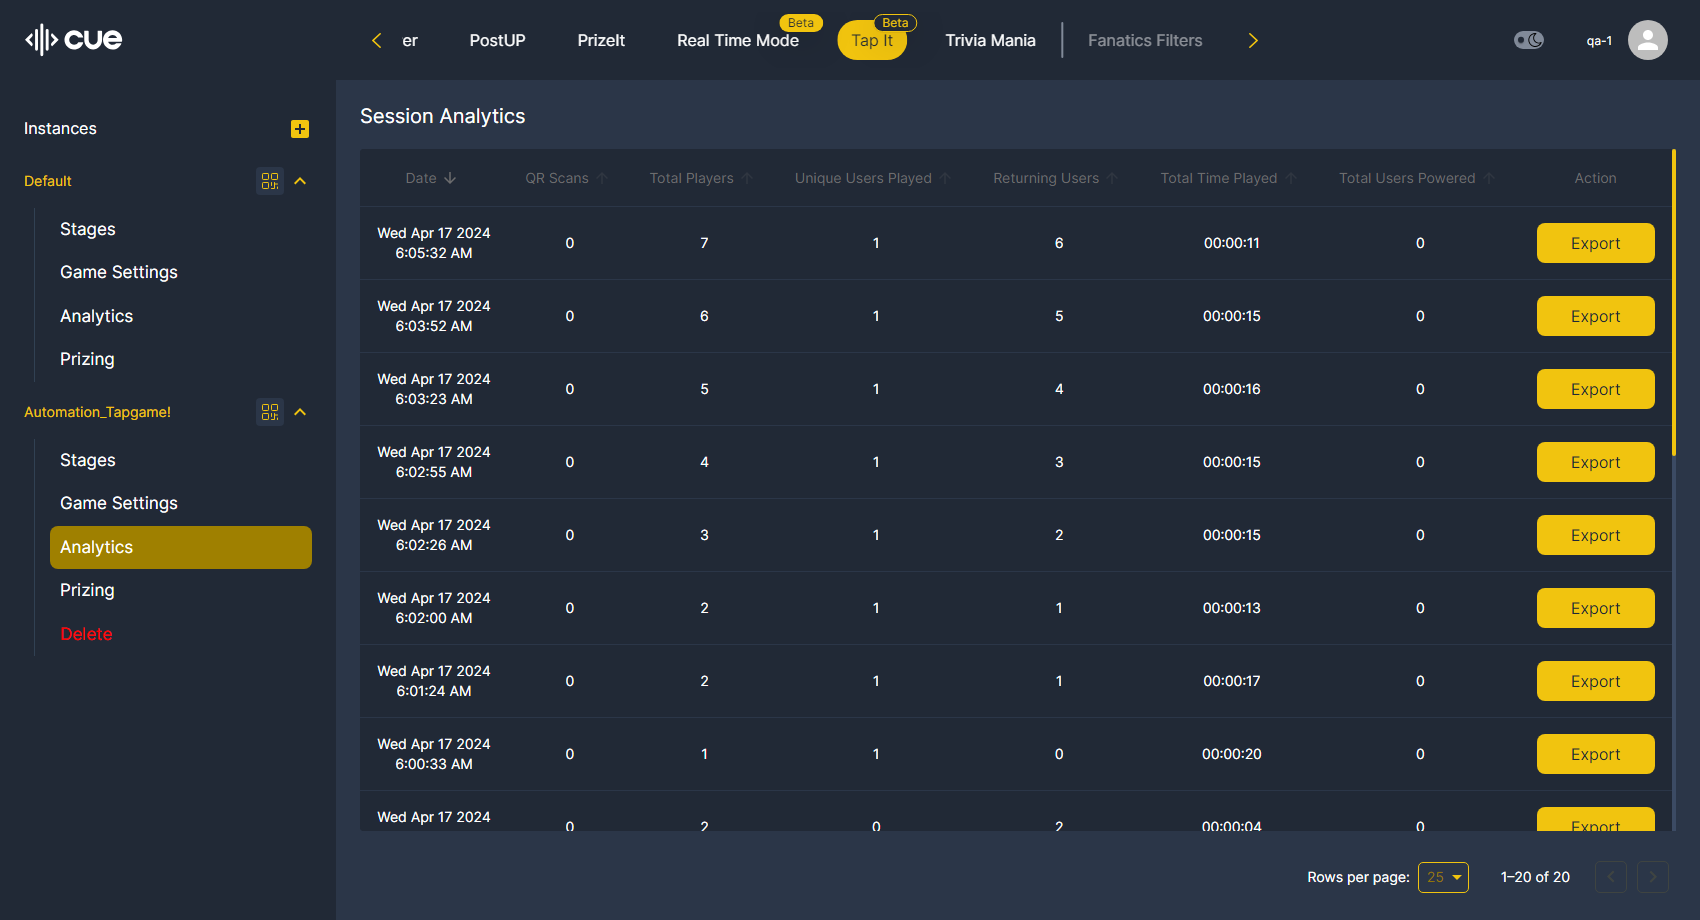 cue
er
PostUP
PrizeIt
Real Time Mode
Beta
Tap It
Beta
Trivia Mania
Fanatics Filters
qa-1
Instances
Default
Stages
Game Settings
Analytics
Prizing
Automation_Tapgame!
Stages
Game Settings
Analytics
Prizing
Delete
Session Analytics
Date QR Scans Total Players Unique Users Played Returning Users Total Time Played Total Users Powered Action
Wed Apr 17 2024
6:05:32 AM 0 7 1 6 00:00:11 0 Export
Wed Apr 17 2024
6:03:52 AM 0 6 1 5 00:00:15 0 Export
Wed Apr 17 2024
6:03:23 AM 0 5 1 4 00:00:16 0 Export
Wed Apr 17 2024
6:02:55 AM 0 4 1 3 00:00:15 0 Export
Wed Apr 17 2024
6:02:26 AM 0 3 1 2 00:00:15 0 Export
Wed Apr 17 2024
6:02:00 AM 0 2 1 1 00:00:13 0 Export
Wed Apr 17 2024
6:01:24 AM 0 2 1 1 00:00:17 0 Export
Wed Apr 17 2024
6:00:33 AM 0 1 1 0 00:00:20 0 Export
Wed Apr 17 2024
0 2 0 2 00:00:04 0 Export
Rows per page: 25 1–20 of 20